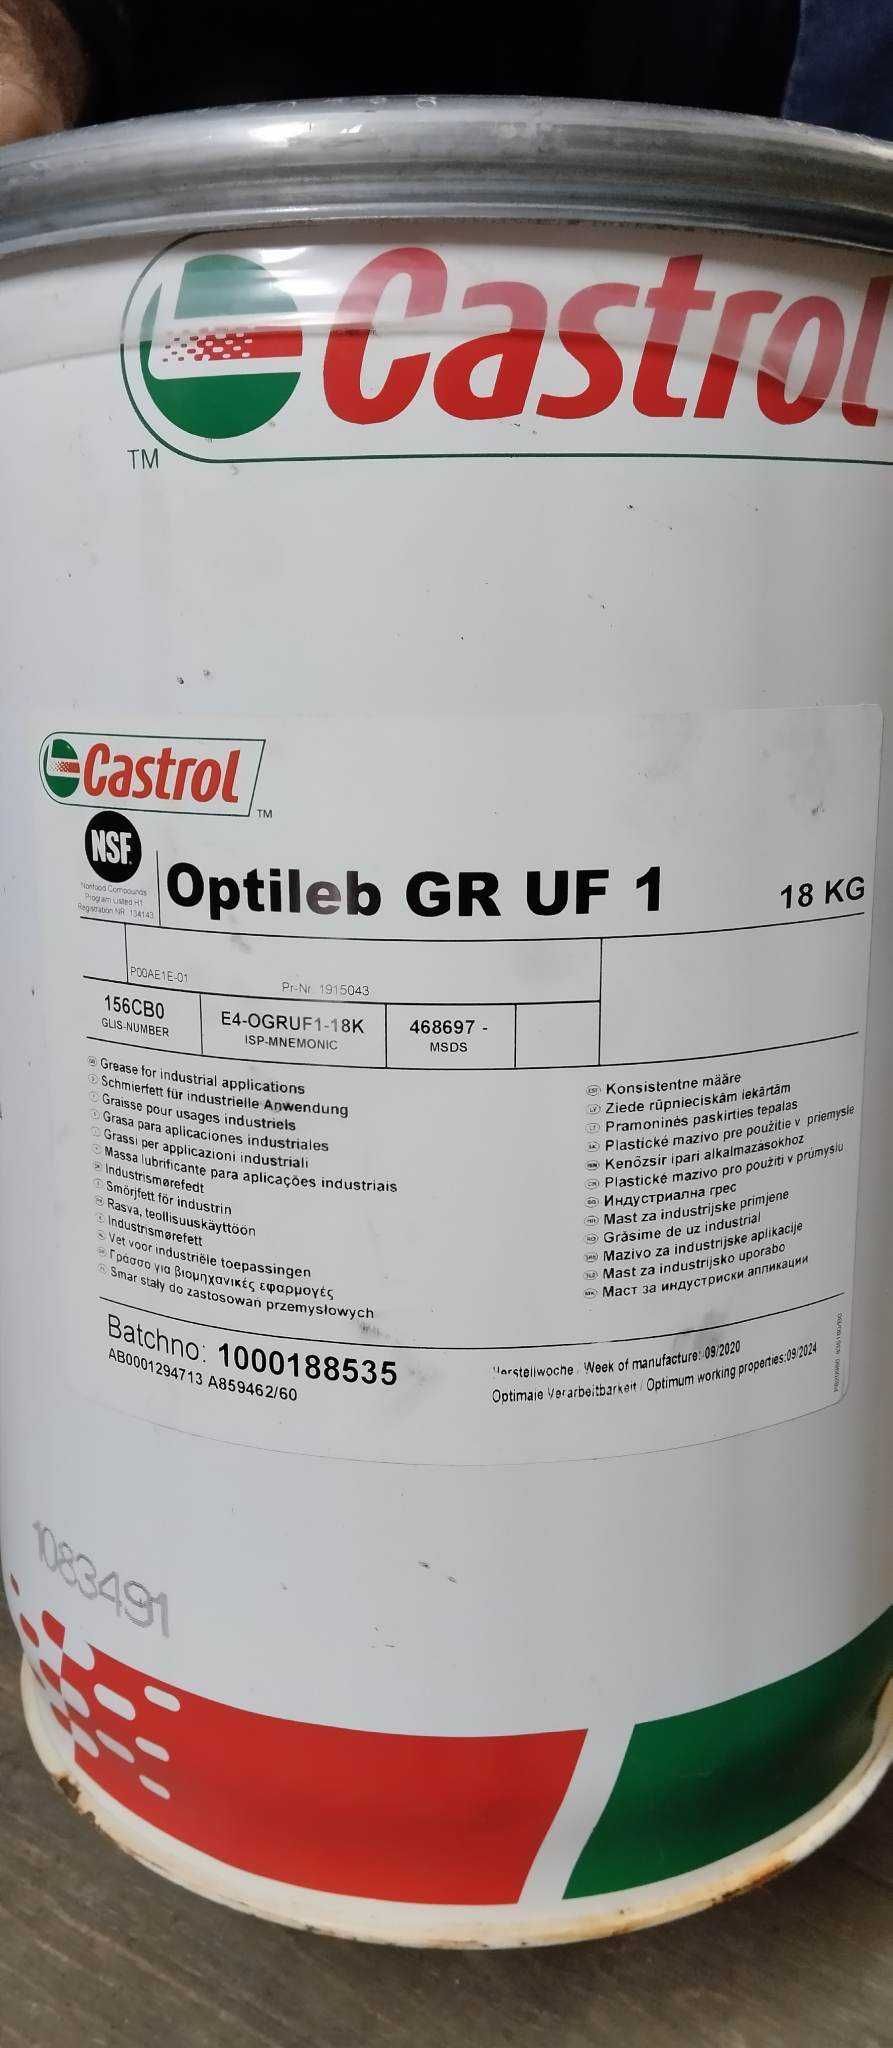 Castrol
TM
Castrol
TM
NSF
Nonfood Compounds
Program Listed H1
Registration NR. 134143
Optileb GR UF 1
18 KG
P00AE1E-01
Pr-Nr. 1915043
156CB0
GLIS-NUMBER
E4-OGRUF1-18K
ISP-MNEMONIC
468697 -
MSDS
Grease for industrial applications
Schmierfett für industrielle Anwendung
Graisse pour usages industriels
Grasa para aplicaciones industriales
Grassi per applicazioni industriali
Massa lubrificante para aplicações industriais
Industrismørefedt
Smörjfett för industrin
Rasva, teollisuuskäyttöön
Industrismørefett
Vet voor industriële toepassingen
Γράσσο για βιομηχανικές εφαρμογές
Smar stały do zastosowań przemysłowych
Konsistentne määre
Ziede rūpnieciskām iekārtām
Pramoninės paskirties tepalas
Plastické mazivo pre použitie v priemysle
Kenőzsír ipari alkalmazásokhoz
Plastické mazivo pro použití v průmyslu
Индустриална грес
Mast za industrijske primjene
Grăsime de uz industrial
Mazivo za industrijske aplikacije
Mast za industrijsko uporabo
Маст за индустриски апликации
Batchno: 1000188535
AB0001294713 A859462/60
Herstellwoche / Week of manufacture: 09/2020
Optimale Verarbeitbarkeit / Optimum working properties:09/2024
1083491